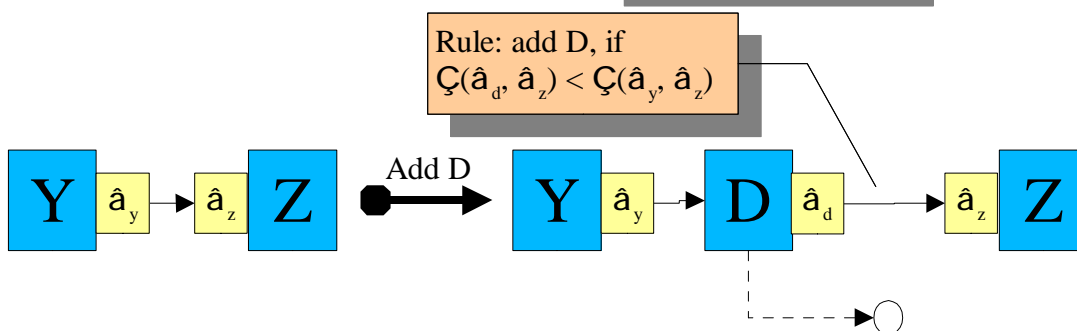 Rule: add D, if
Ç(â_d, â_z) < Ç(â_y, â_z)
Y â_y â_z Z
Add D
Y â_y D â_d â_z Z